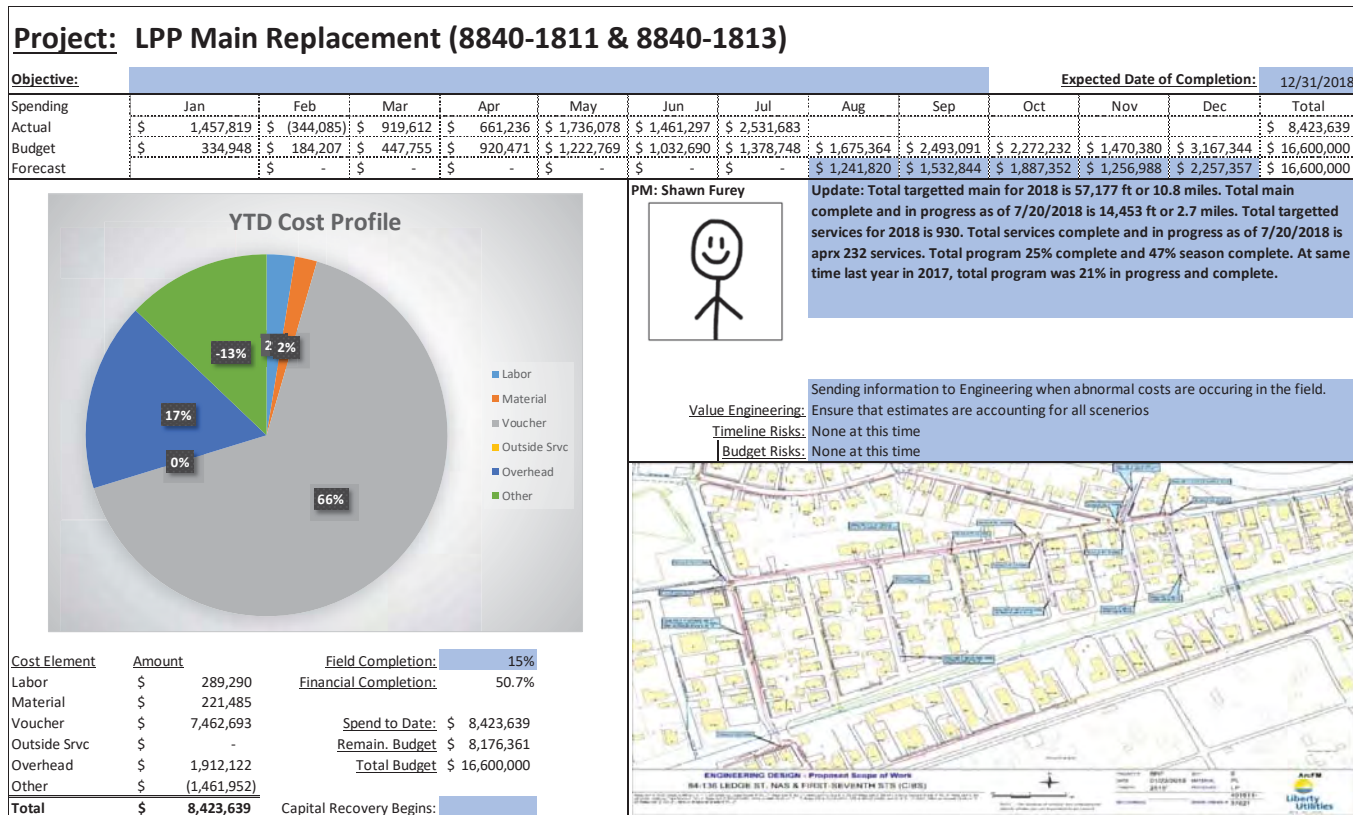 Project: LPP Main Replacement (8840-1811 & 8840-1813)
Objective: Expected Date of Completion: 12/31/2018
Spending Jan Feb Mar Apr May Jun Jul Aug Sep Oct Nov Dec Total
Actual $ 1,457,819 $ (344,085) $ 919,612 $ 661,236 $ 1,736,078 $ 1,461,297 $ 2,531,683 $ 8,423,639
Budget $ 334,948 $ 184,207 $ 447,755 $ 920,471 $ 1,222,769 $ 1,032,690 $ 1,378,748 $ 1,675,364 $ 2,493,091 $ 2,272,232 $ 1,470,380 $ 3,167,344 $ 16,600,000
Forecast $ - $ - $ - $ - $ - $ - $ 1,241,820 $ 1,532,844 $ 1,887,352 $ 1,256,988 $ 2,257,357 $ 16,600,000
YTD Cost Profile
2 2%
-13%
17%
0%
66%
Labor
Material
Voucher
Outside Srvc
Overhead
Other
PM: Shawn Furey
Update: Total targetted main for 2018 is 57,177 ft or 10.8 miles. Total main
complete and in progress as of 7/20/2018 is 14,453 ft or 2.7 miles. Total targetted
services for 2018 is 930. Total services complete and in progress as of 7/20/2018 is
aprx 232 services. Total program 25% complete and 47% season complete. At same
time last year in 2017, total program was 21% in progress and complete.
Sending information to Engineering when abnormal costs are occuring in the field.
Value Engineering: Ensure that estimates are accounting for all scenerios
Timeline Risks: None at this time
Budget Risks: None at this time
Cost Element Amount Field Completion: 15%
Labor $ 289,290 Financial Completion: 50.7%
Material $ 221,485
Voucher $ 7,462,693 Spend to Date: $ 8,423,639
Outside Srvc $ - Remain. Budget $ 8,176,361
Overhead $ 1,912,122 Total Budget $ 16,600,000
Other $ (1,461,952)
Total $ 8,423,639 Capital Recovery Begins:
ENGINEERING DESIGN - Proposed Scope of Work
84-136 LEDGE ST, NAS & FIRST-SEVENTH STS (CIBS)
ArcFM
Liberty
Utilities